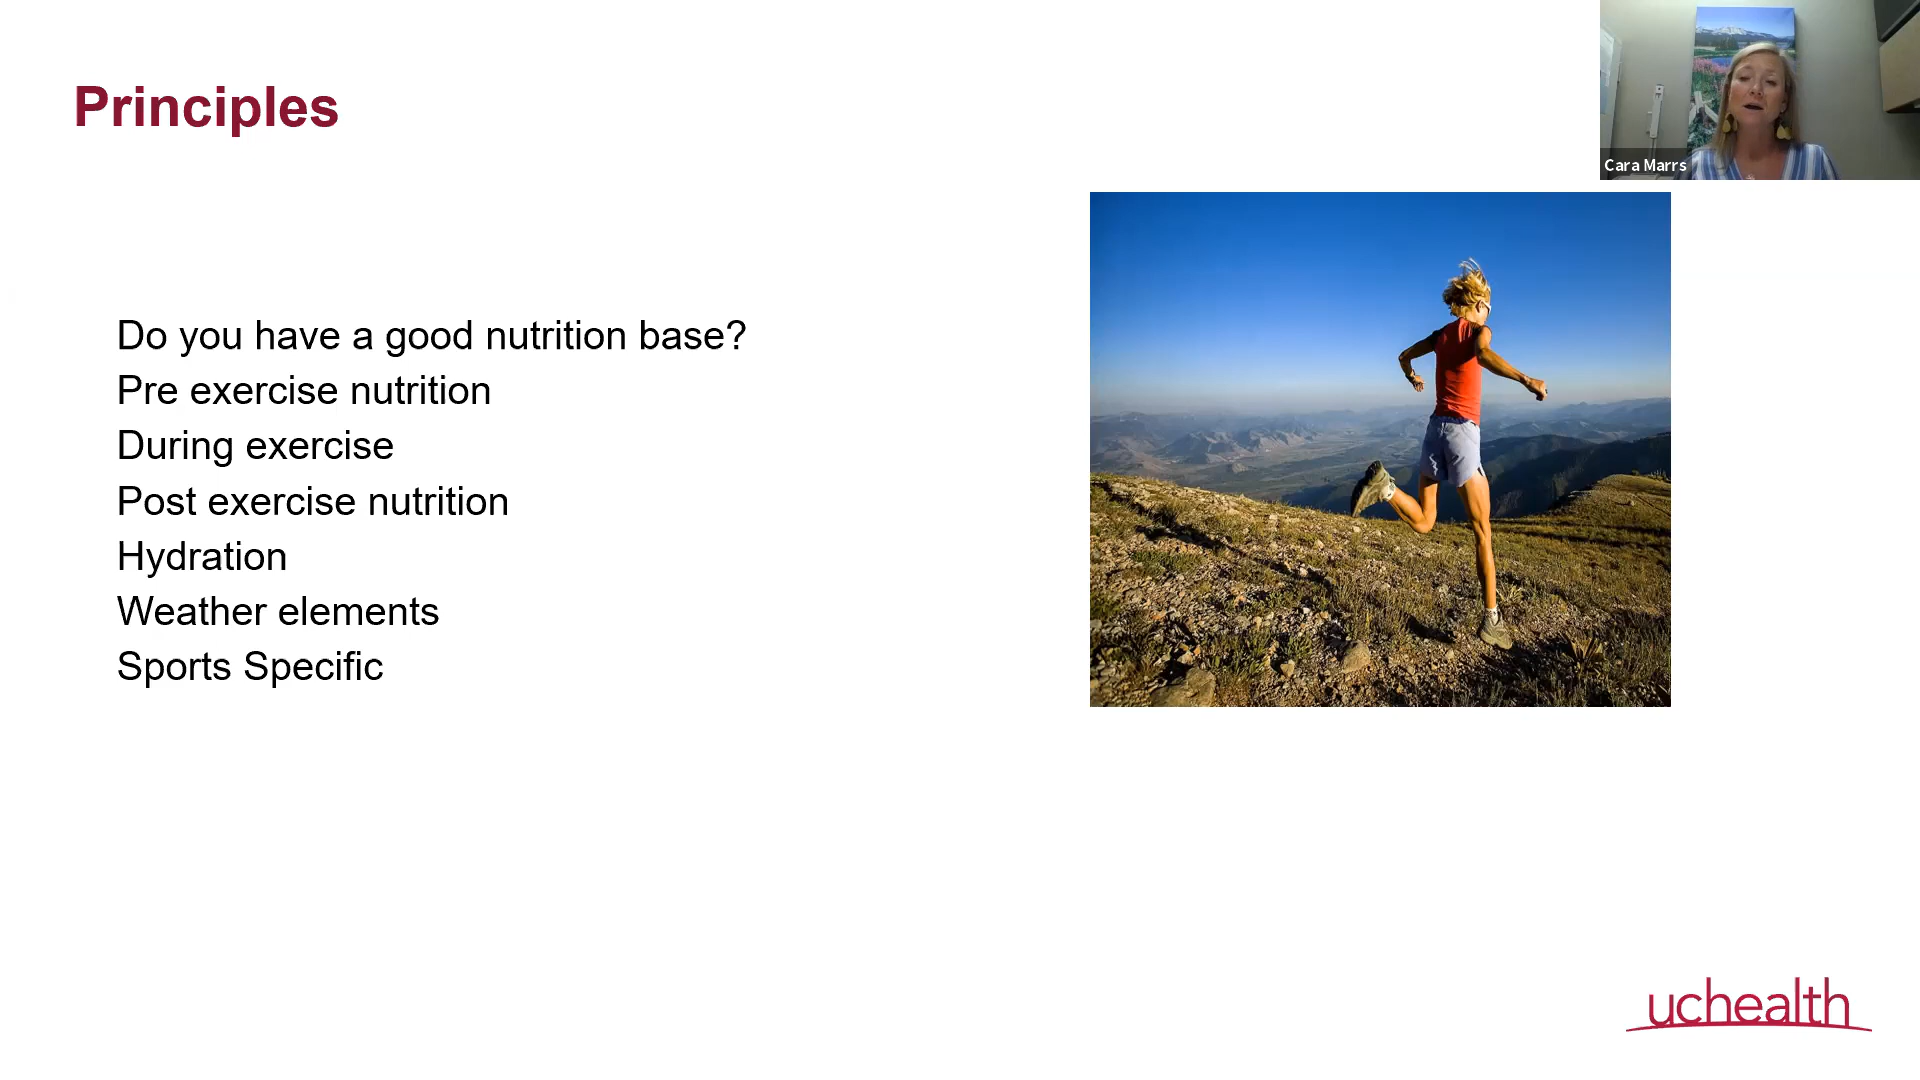 Principles
Cara Marrs
Do you have a good nutrition base?
Pre exercise nutrition
During exercise
Post exercise nutrition
Hydration
Weather elements
Sports Specific
uchealth